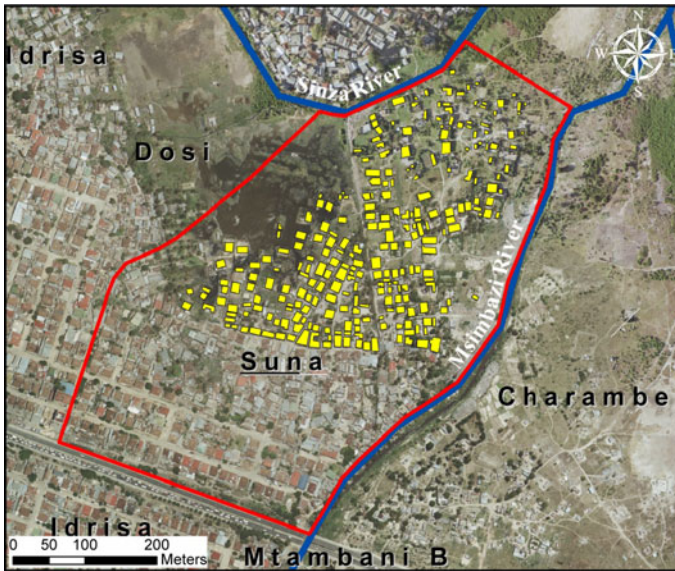 Idrisa
N
W E
S
Sinza River
Dosi
Msimbazi River
Suna
Charambe
Idrisa
0 50 100 200
Meters
Mtambani B